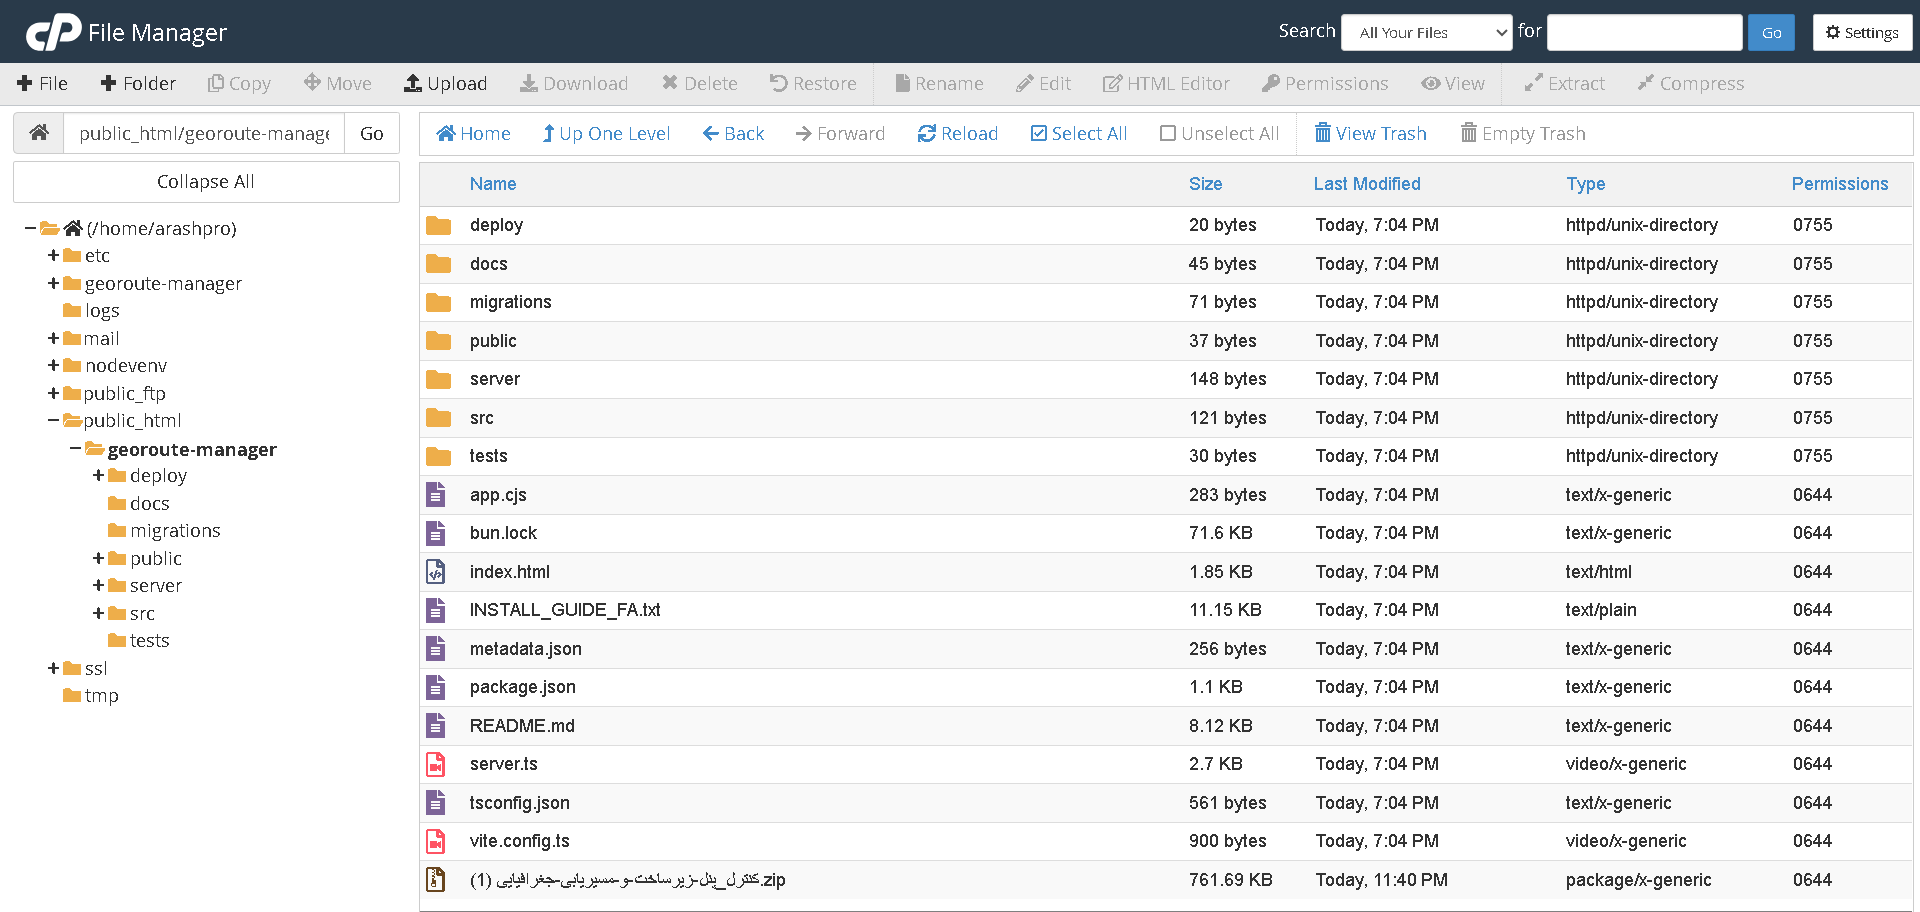 cP File Manager
Search All Your Files for Go Settings
File Folder Copy Move Upload Download Delete Restore Rename Edit HTML Editor Permissions View Extract Compress
public_html/georoute-manage Go
Home Up One Level Back Forward Reload Select All Unselect All View Trash Empty Trash
Collapse All
(/home/arashpro)
etc
georoute-manager
logs
mail
nodevenv
public_ftp
public_html
georoute-manager
deploy
docs
migrations
public
server
src
tests
ssl
tmp
Name Size Last Modified Type Permissions
deploy 20 bytes Today, 7:04 PM httpd/unix-directory 0755
docs 45 bytes Today, 7:04 PM httpd/unix-directory 0755
migrations 71 bytes Today, 7:04 PM httpd/unix-directory 0755
public 37 bytes Today, 7:04 PM httpd/unix-directory 0755
server 148 bytes Today, 7:04 PM httpd/unix-directory 0755
src 121 bytes Today, 7:04 PM httpd/unix-directory 0755
tests 30 bytes Today, 7:04 PM httpd/unix-directory 0755
app.cjs 283 bytes Today, 7:04 PM text/x-generic 0644
bun.lock 71.6 KB Today, 7:04 PM text/x-generic 0644
index.html 1.85 KB Today, 7:04 PM text/html 0644
INSTALL_GUIDE_FA.txt 11.15 KB Today, 7:04 PM text/plain 0644
metadata.json 256 bytes Today, 7:04 PM text/x-generic 0644
package.json 1.1 KB Today, 7:04 PM text/x-generic 0644
README.md 8.12 KB Today, 7:04 PM text/x-generic 0644
server.ts 2.7 KB Today, 7:04 PM video/x-generic 0644
tsconfig.json 561 bytes Today, 7:04 PM text/x-generic 0644
vite.config.ts 900 bytes Today, 7:04 PM video/x-generic 0644
کنترل_پنل-زیرساخت-و-مسیریابی-جغرافیایی (1).zip 761.69 KB Today, 11:40 PM package/x-generic 0644